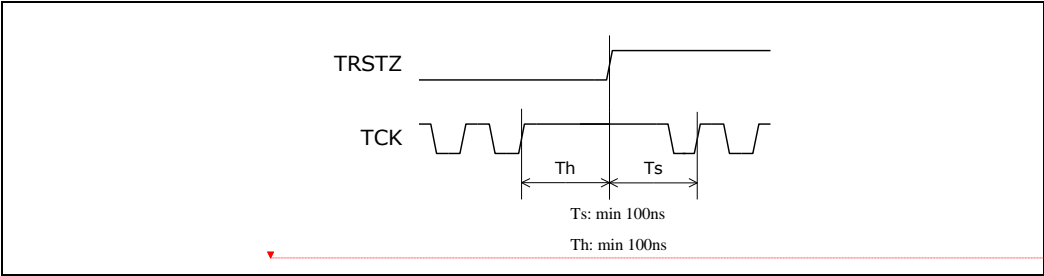 TRSTZ
TCK
Th Ts
Ts: min 100ns
Th: min 100ns